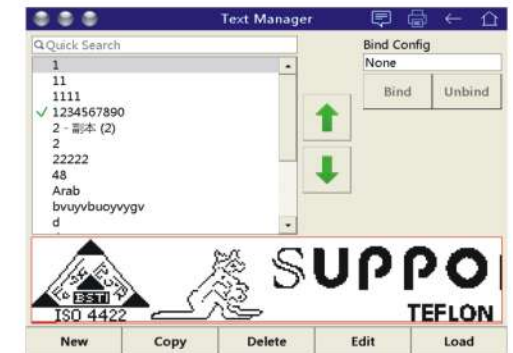 Text Manager
Quick Search
Bind Config
1
None
11
1111
Bind
Unbind
1234567890
2 - 副本 (2)
2
22222
48
Arab
bvuyvbuoyvygv
d
BSTI
ISO 4422
SUPPO
TEFLON
New
Copy
Delete
Edit
Load